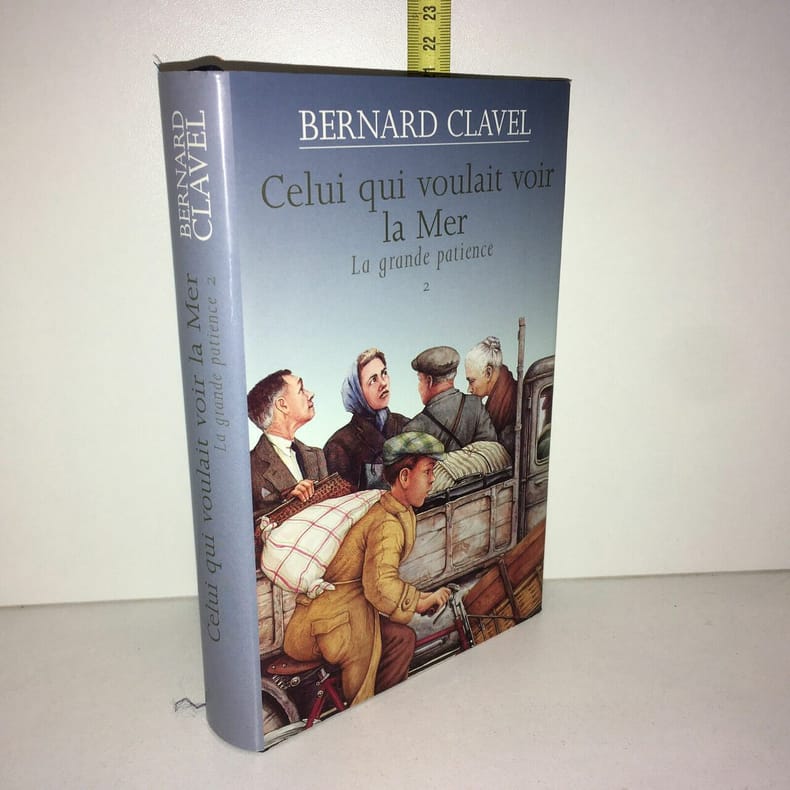 BERNARD CLAVEL
Celui qui voulait voir
la Mer
La grande patience
2
BERNARD
CLAVEL
Celui qui voulait voir la Mer
La grande patience 2
22
23